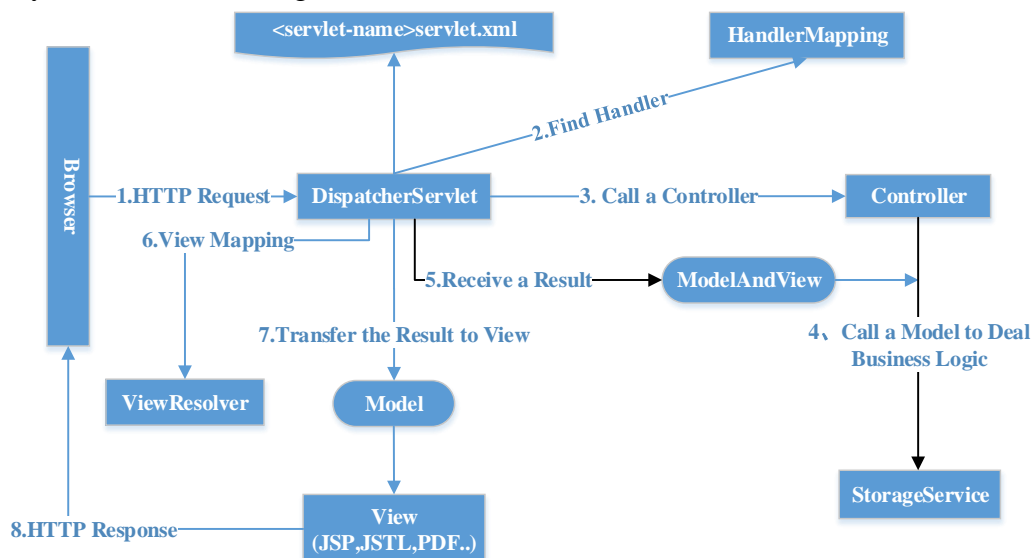 <servlet-name>servlet.xml
HandlerMapping
2.Find Handler
Browser
1.HTTP Request
DispatcherServlet
3. Call a Controller
Controller
6.View Mapping
5.Receive a Result
ModelAndView
7.Transfer the Result to View
4、Call a Model to Deal
Business Logic
ViewResolver
Model
StorageService
8.HTTP Response
View
(JSP,JSTL,PDF..)